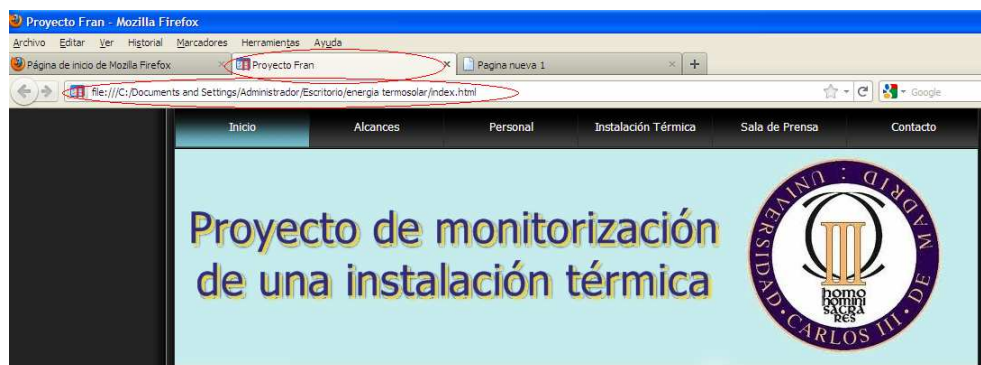 Proyecto Fran - Mozilla Firefox
Archivo Editar Ver Historial Marcadores Herramientas Ayuda
Página de inicio de Mozilla Firefox Proyecto Fran Pagina nueva 1
file:///C:/Documents and Settings/Administrador/Escritorio/energia termosolar/index.html Google
Inicio Alcances Personal Instalación Térmica Sala de Prensa Contacto
Proyecto de monitorización
de una instalación térmica
UNIVERSIDAD · CARLOS III · DE MADRID :
HOMO
HOMINI
SACRA
RES